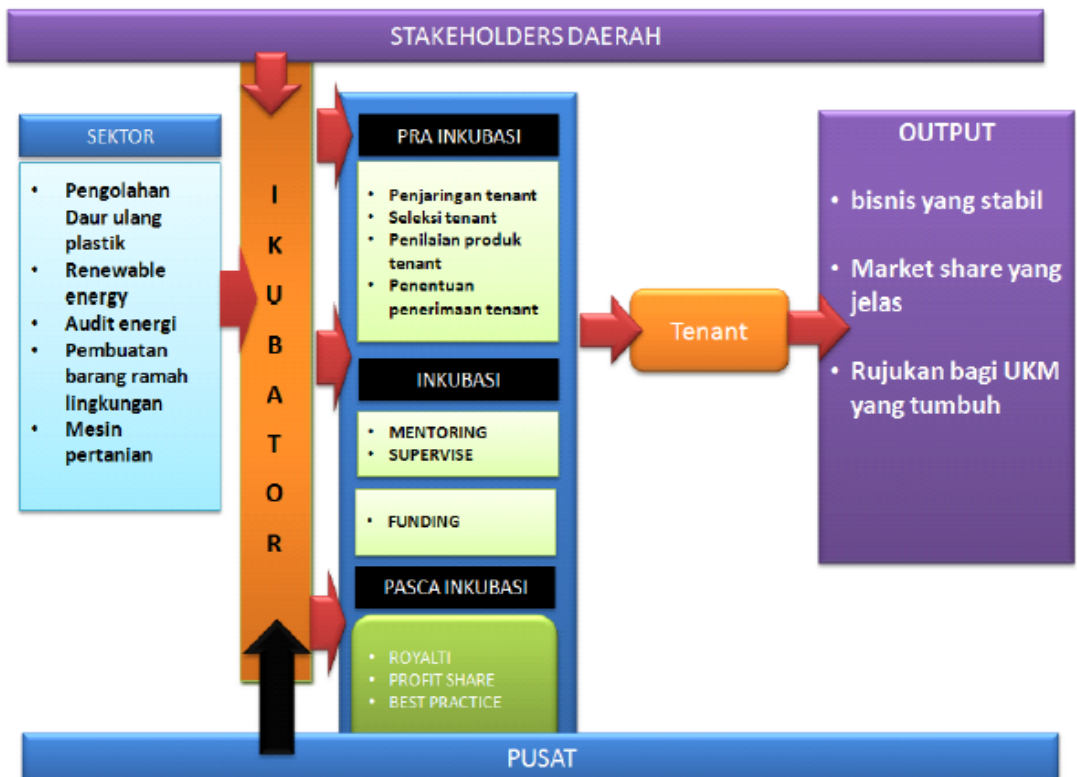 STAKEHOLDERS DAERAH
SEKTOR
• Pengolahan
Daur ulang
plastik
• Renewable
energy
• Audit energi
• Pembuatan
barang ramah
lingkungan
• Mesin
pertanian
I
K
U
B
A
T
O
R
PRA INKUBASI
• Penjaringan tenant
• Seleksi tenant
• Penilaian produk
tenant
• Penentuan
penerimaan tenant
INKUBASI
• MENTORING
• SUPERVISE
• FUNDING
PASCA INKUBASI
• ROYALTI
• PROFIT SHARE
• BEST PRACTICE
Tenant
OUTPUT
• bisnis yang stabil
• Market share yang
jelas
• Rujukan bagi UKM
yang tumbuh
PUSAT